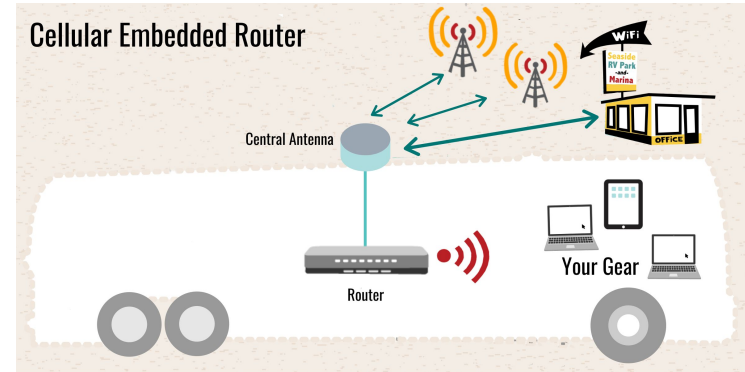 Cellular Embedded Router
WiFi
Seaside
RV Park
-and-
Marina
OFFiCE
Central Antenna
Your Gear
Router